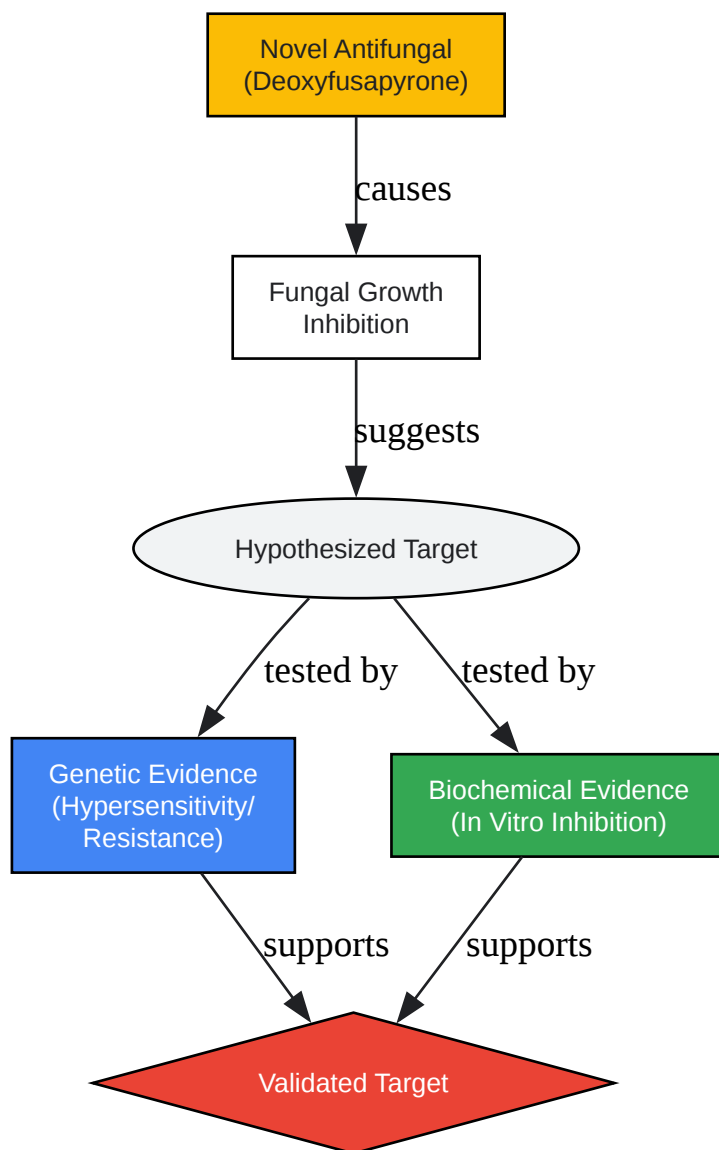 Novel Antifungal
(Deoxyfusapyrone)
causes
Fungal Growth
Inhibition
suggests
Hypothesized Target
tested by
tested by
Genetic Evidence
(Hypersensitivity/
Resistance)
Biochemical Evidence
(In Vitro Inhibition)
supports
supports
Validated Target